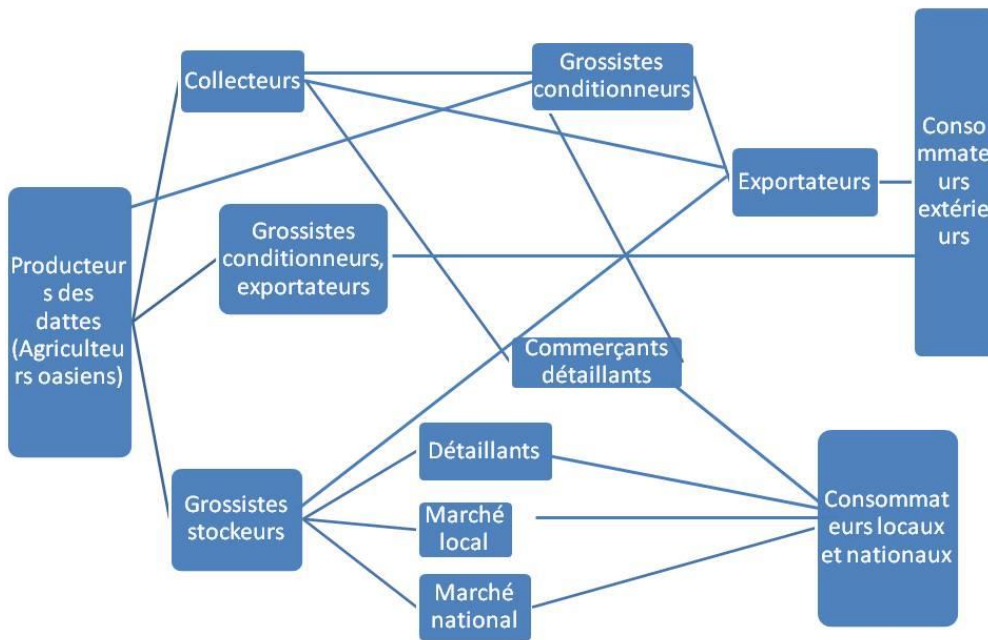 Collecteurs
Grossistes
conditionneurs
Conso
mmate
urs
extérie
urs
Exportateurs
Producteur
s des
dattes
(Agriculteu
rs oasiens)
Grossistes
conditionneurs,
exportateurs
Commerçants
détaillants
Détaillants
Grossistes
stockeurs
Marché
local
Marché
national
Consommat
eurs locaux
et nationaux